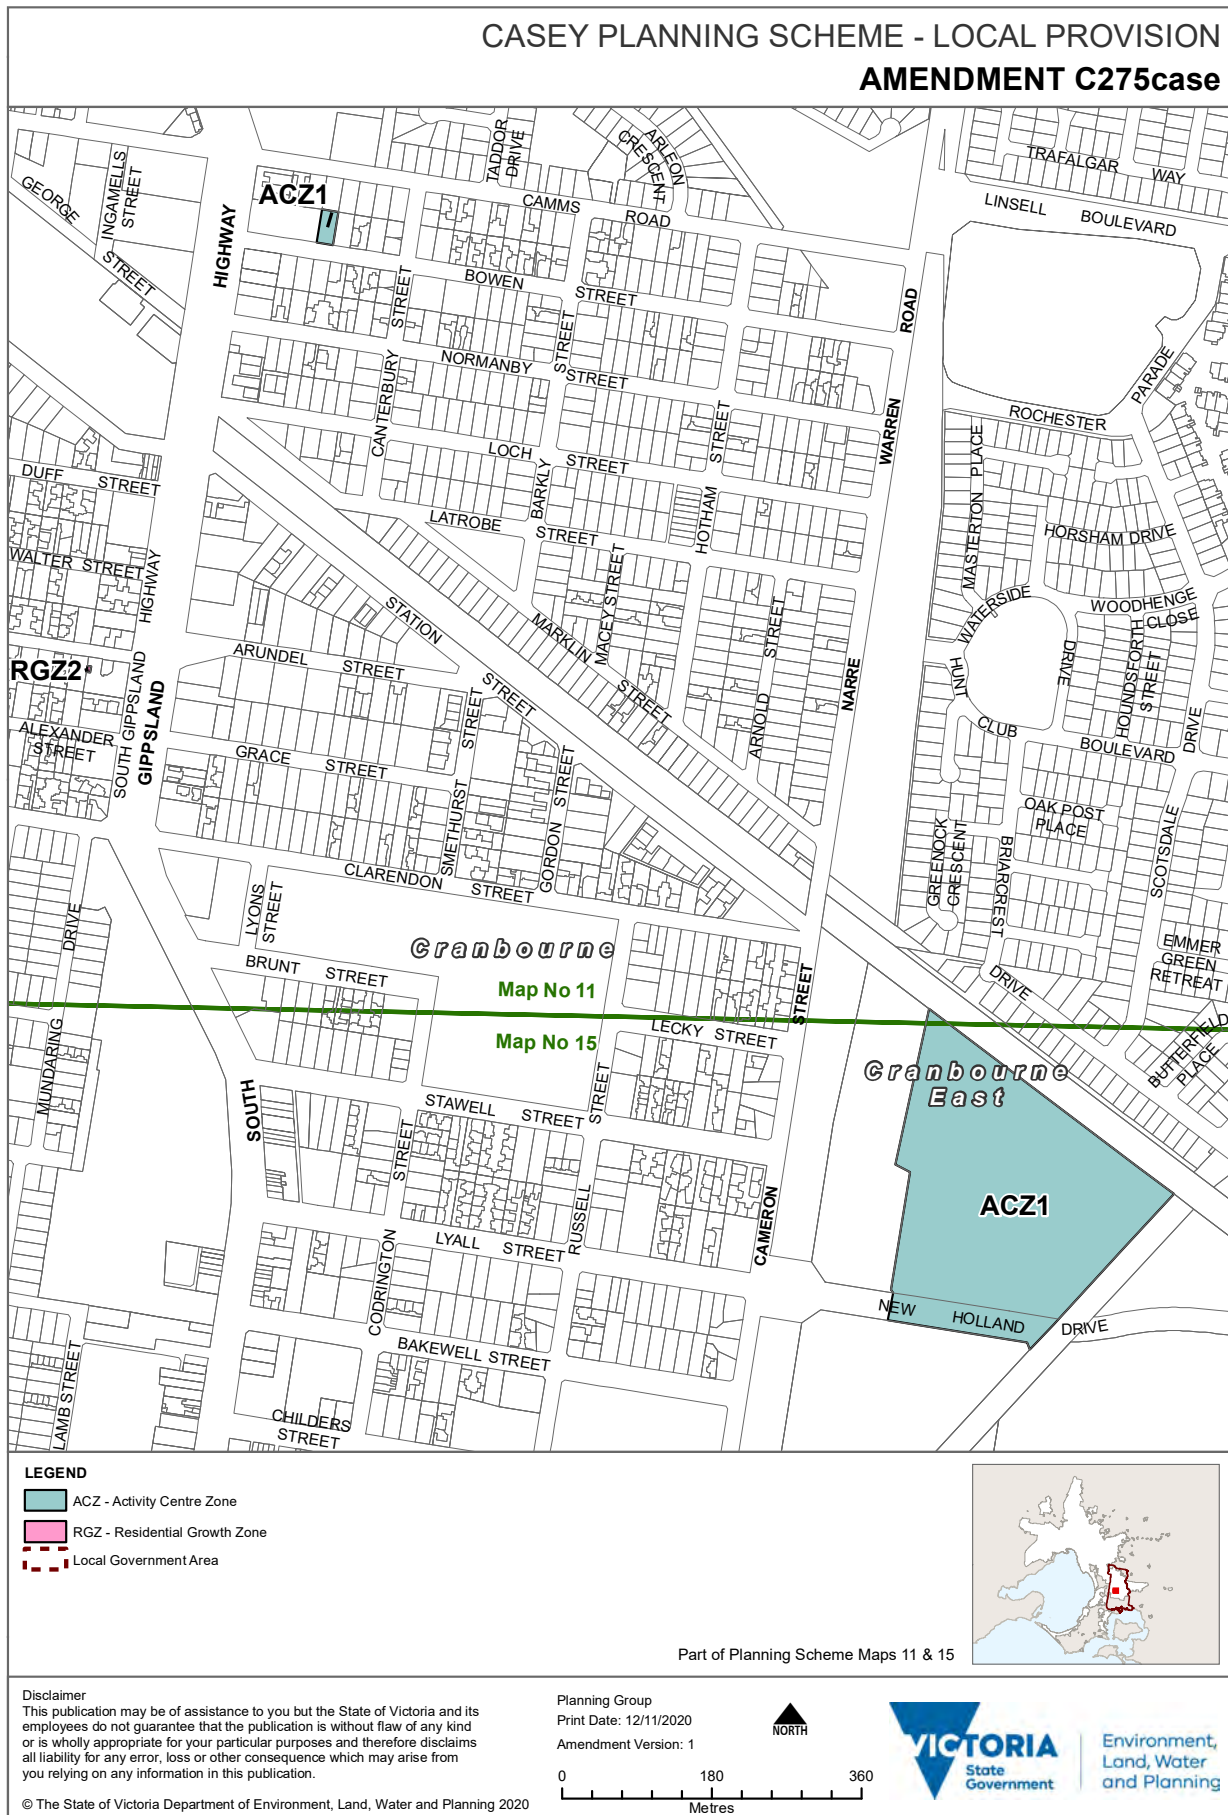 CASEY PLANNING SCHEME - LOCAL PROVISION
AMENDMENT C275case
TADDOR
DRIVE
ARLEON
CRESCENT
TRAFALGAR WAY
INGAMELLS
STREET
GEORGE
STREET
ACZ1
CAMMS ROAD
LINSELL BOULEVARD
HIGHWAY
BOWEN STREET
STREET
ROAD
STREET
NORMANBY STREET
PARADE
CANTERBURY
ROCHESTER
STREET
WARREN
LOCH STREET
MASTERTON PLACE
DUFF STREET
BARKLY
LATROBE STREET
HOTHAM
HORSHAM DRIVE
WALTER STREET
HIGHWAY
MACEY STREET
STREET
WATERSIDE
DRIVE
WOODHENGE
CLOSE
STATION
STREET
MARKLIN
STREET
HOUNDSFORTH
STREET
RGZ2
ARUNDEL STREET
HUNT
CLUB
BOULEVARD
NARRE
DRIVE
ALEXANDER
STREET
SOUTH GIPPSLAND
GIPPSLAND
STREET
ARNOLD
GRACE STREET
STREET
OAK POST
PLACE
SMETHURST
GORDON
GREENOCK
CRESCENT
BRIARCREST
SCOTSDALE
CLARENDON STREET
LYONS
STREET
DRIVE
Cranbourne
EMMER
GREEN
RETREAT
BRUNT STREET
Map No 11
STREET
DRIVE
LECKY STREET
Map No 15
BUTTERFIELD
PLACE
MUNDARING
Cranbourne
East
SOUTH
STAWELL STREET
STREET
STREET
ACZ1
CAMERON
RUSSELL
LYALL STREET
CODRINGTON
NEW HOLLAND DRIVE
BAKEWELL STREET
LAMB STREET
CHILDERS
STREET
LEGEND
ACZ - Activity Centre Zone
RGZ - Residential Growth Zone
Local Government Area
Part of Planning Scheme Maps 11 & 15
Disclaimer
This publication may be of assistance to you but the State of Victoria and its
employees do not guarantee that the publication is without flaw of any kind
or is wholly appropriate for your particular purposes and therefore disclaims
all liability for any error, loss or other consequence which may arise from
you relying on any information in this publication.
© The State of Victoria Department of Environment, Land, Water and Planning 2020
Planning Group
Print Date: 12/11/2020
Amendment Version: 1
NORTH
0 180 360
Metres
VICTORIA
State
Government
Environment,
Land, Water
and Planning